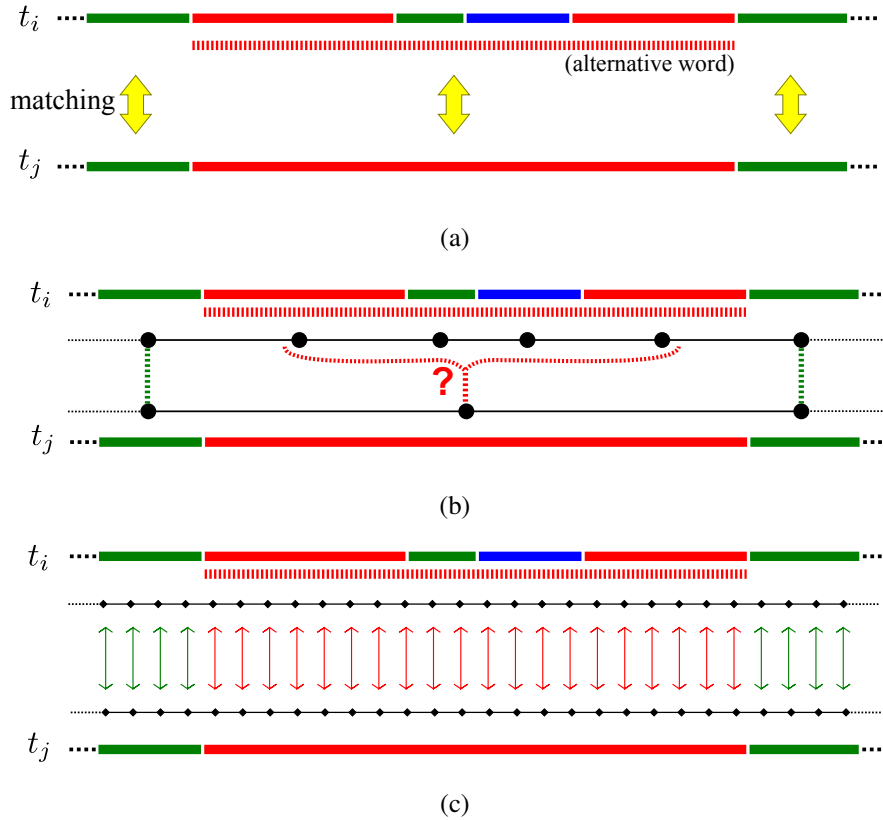 t_i
(alternative word)
matching
t_j
(a)
t_i
?
t_j
(b)
t_i
t_j
(c)